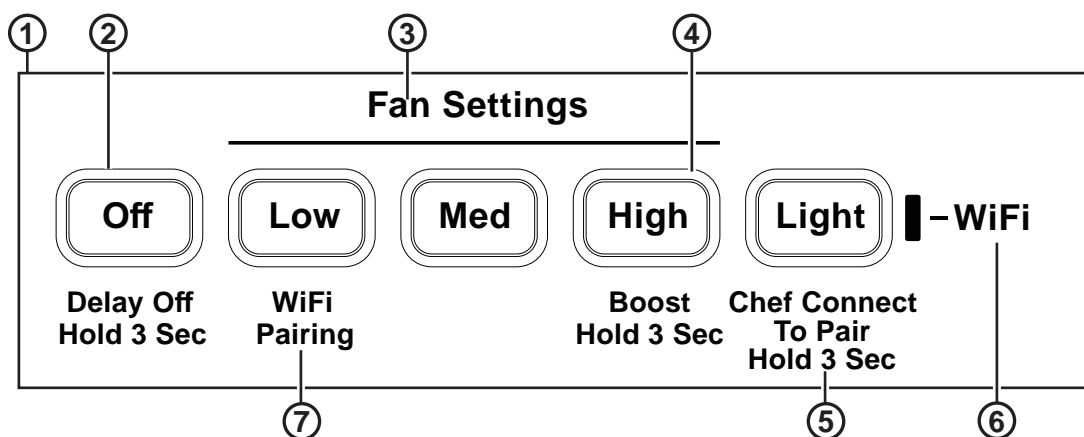 ① ② ③ ④
Fan Settings
Off Low Med High Light -WiFi
Delay Off
Hold 3 Sec
WiFi
Pairing
Boost
Hold 3 Sec
Chef Connect
To Pair
Hold 3 Sec
⑦ ⑤ ⑥